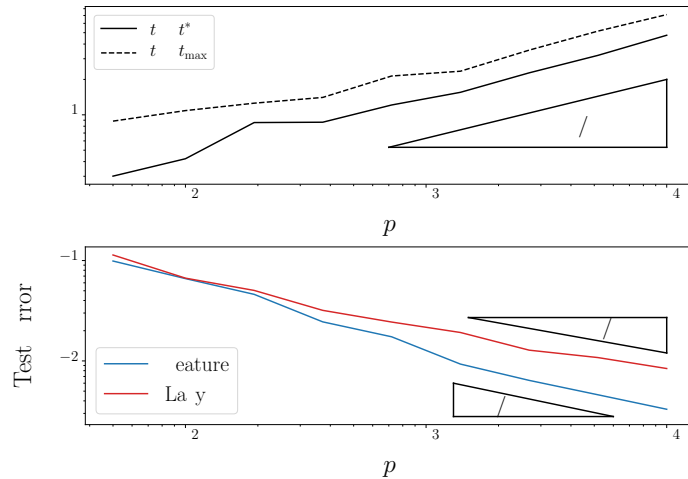 t t*
t t_max
1
2 3 4
p
Test rror
-1
-2
eature
La y
2 3 4
p